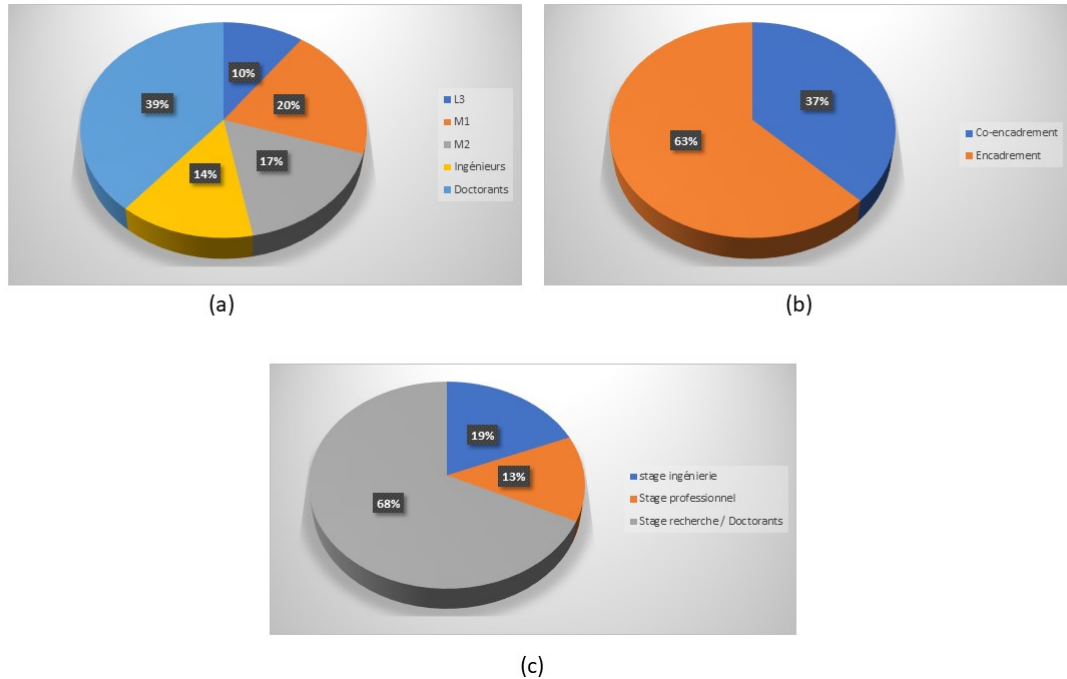 10%
20%
17%
14%
39%
L3
M1
M2
Ingénieurs
Doctorants
(a)
37%
63%
Co-encadrement
Encadrement
(b)
19%
13%
68%
stage ingénierie
Stage professionnel
Stage recherche / Doctorants
(c)